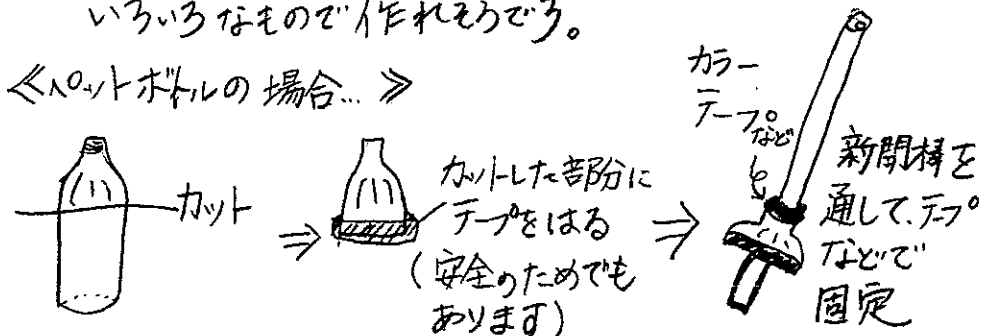 いろいろなもので作れそうです。
≪ペットボトルの場合…≫
カット
カットした部分に
テープをはる
(安全のためでも
あります)
カラー
テープなど
で
新聞棒を
通して、テープ
などで
固定